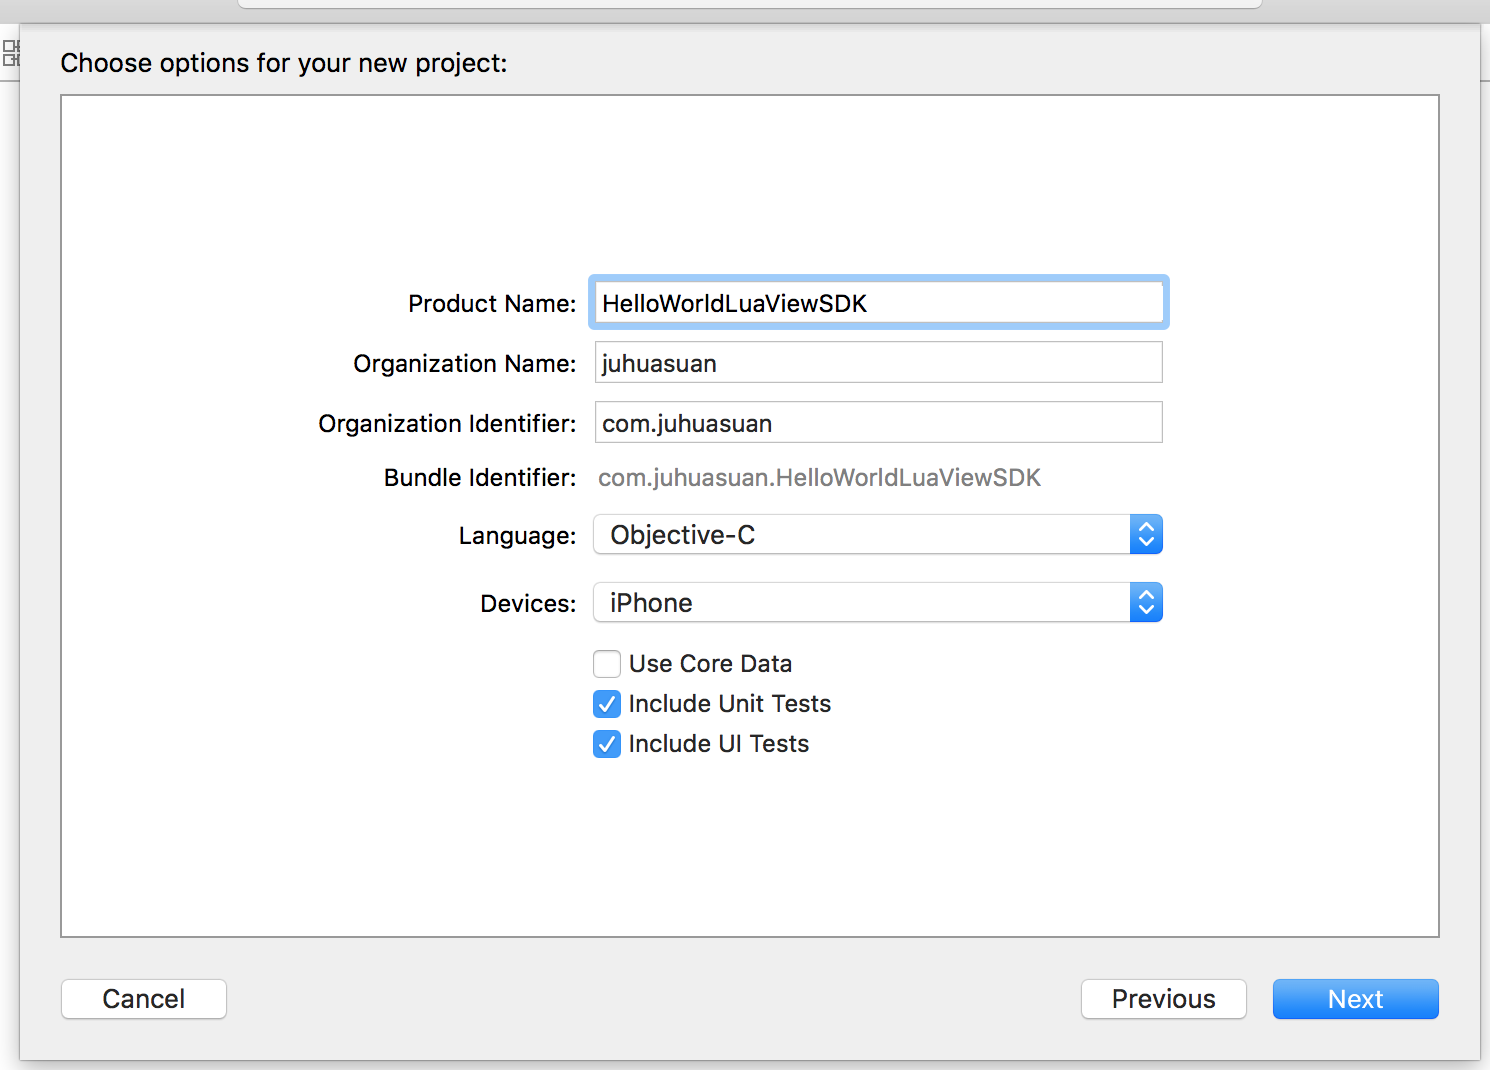 Choose options for your new project:
Product Name: HelloWorldLuaViewSDK
Organization Name: juhuasuan
Organization Identifier: com.juhuasuan
Bundle Identifier: com.juhuasuan.HelloWorldLuaViewSDK
Language: Objective-C
Devices: iPhone
Use Core Data
Include Unit Tests
Include UI Tests
Cancel Previous Next